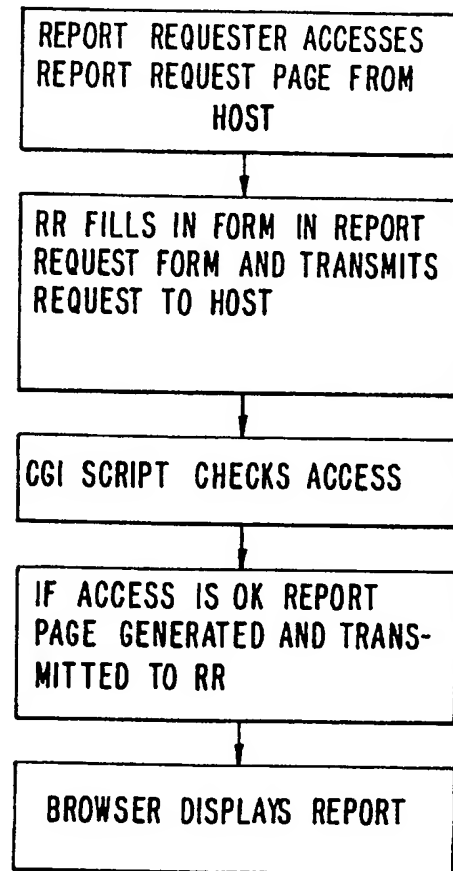 REPORT REQUESTER ACCESSES
REPORT REQUEST PAGE FROM
HOST
RR FILLS IN FORM IN REPORT
REQUEST FORM AND TRANSMITS
REQUEST TO HOST
CGI SCRIPT CHECKS ACCESS
IF ACCESS IS OK REPORT
PAGE GENERATED AND TRANS-
MITTED TO RR
BROWSER DISPLAYS REPORT